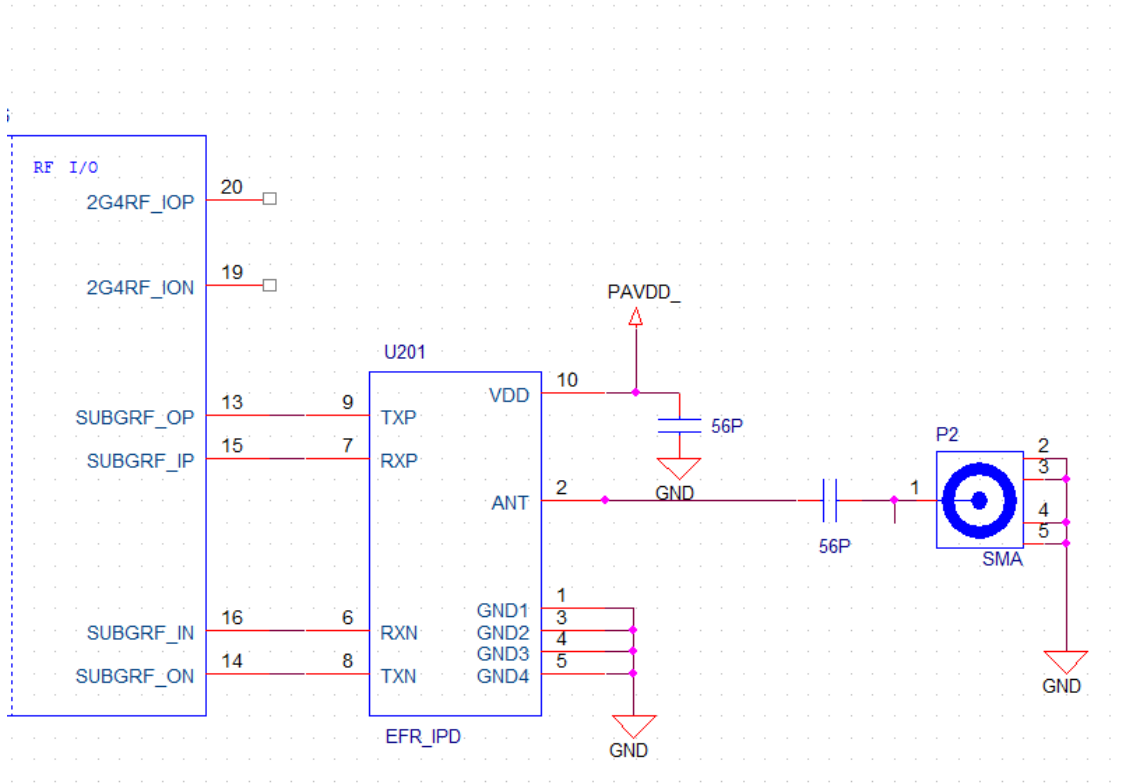 RF I/O
2G4RF_IOP 20
2G4RF_ION 19
PAVDD_
U201
VDD 10
SUBGRF_OP 13 9 TXP
56P
SUBGRF_IP 15 7 RXP
P2
2
3
GND
ANT 2
1
4
5
56P
SMA
GND1 1
SUBGRF_IN 16 6 RXN
GND2 3
GND3 4
SUBGRF_ON 14 8 TXN
GND4 5
GND
EFR_IPD
GND